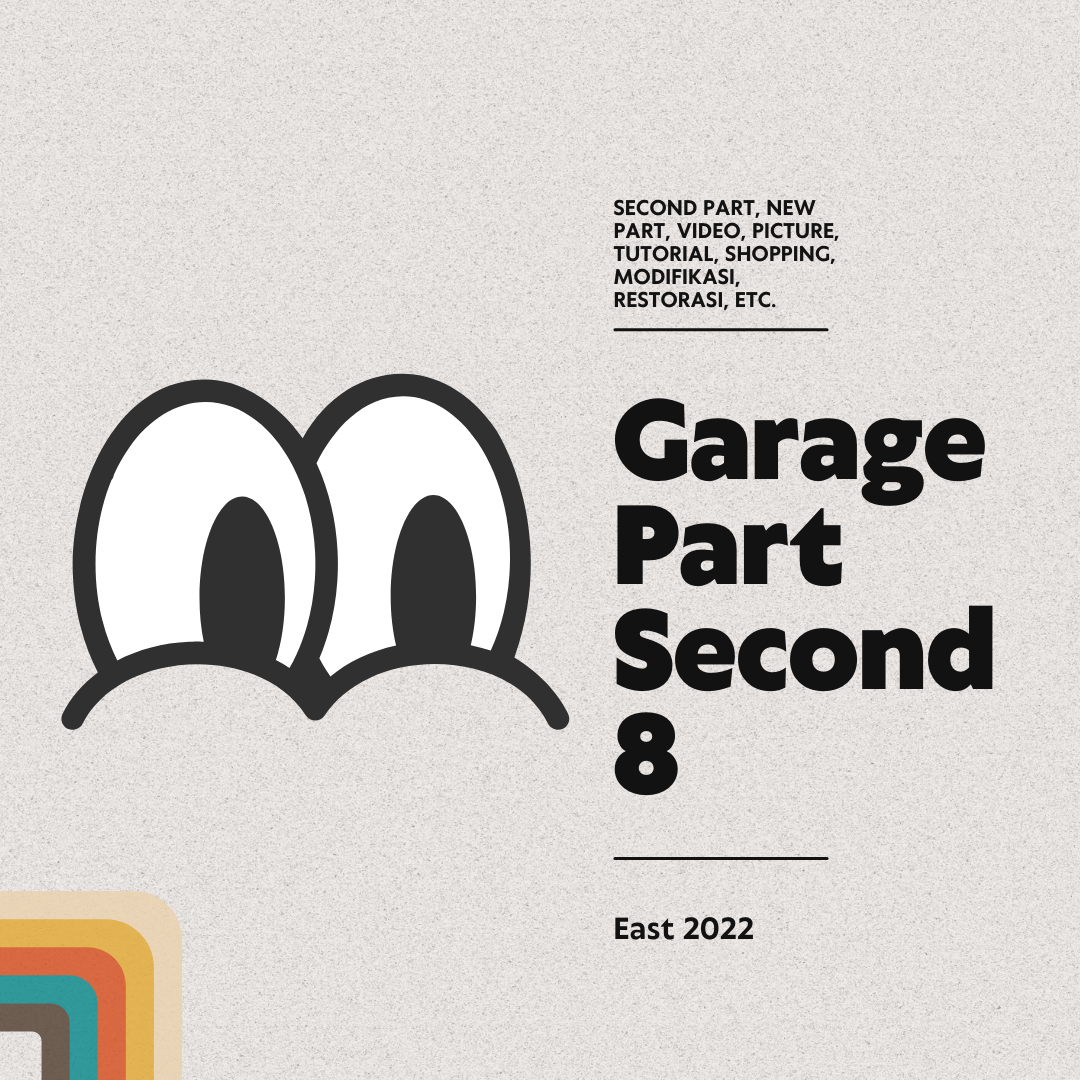 SECOND PART, NEW
PART, VIDEO, PICTURE,
TUTORIAL, SHOPPING,
MODIFIKASI,
RESTORASI, ETC.
Garage
Part
Second
8
East 2022